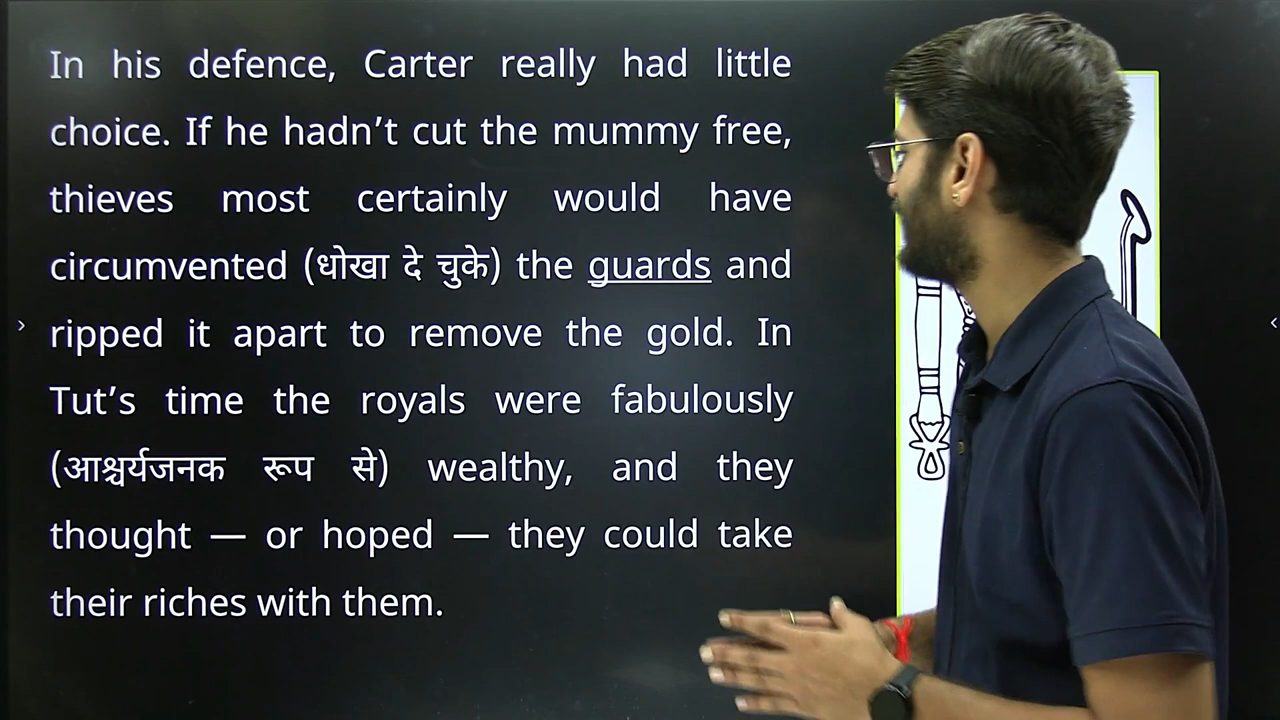 In his defence, Carter really had little
choice. If he hadn’t cut the mummy free,
thieves most certainly would have
circumvented (धोखा दे चुके) the guards and
ripped it apart to remove the gold. In
Tut’s time the royals were fabulously
(आश्चर्यजनक रूप से) wealthy, and they
thought — or hoped — they could take
their riches with them.